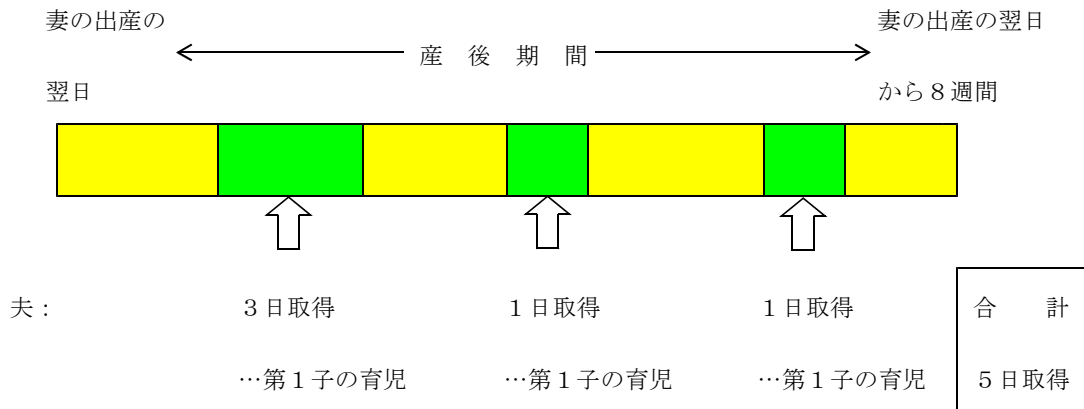 妻の出産の
翌日
産　後　期　間
妻の出産の翌日
から８週間
夫：
３日取得
…第１子の育児
１日取得
…第１子の育児
１日取得
…第１子の育児
合　　計
５日取得